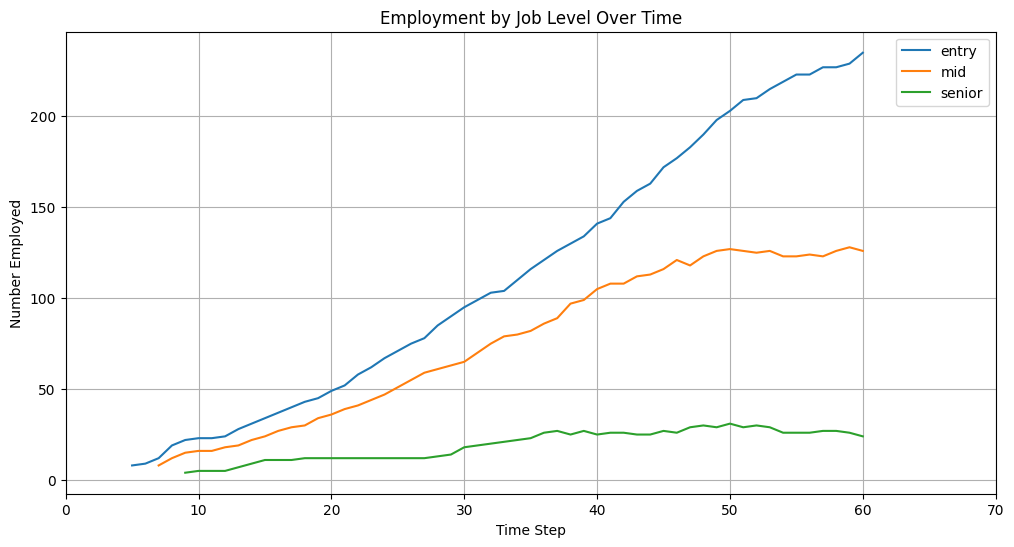 Employment by Job Level Over Time
entry
mid
senior
Number Employed
200
150
100
50
0
0 10 20 30 40 50 60 70
Time Step